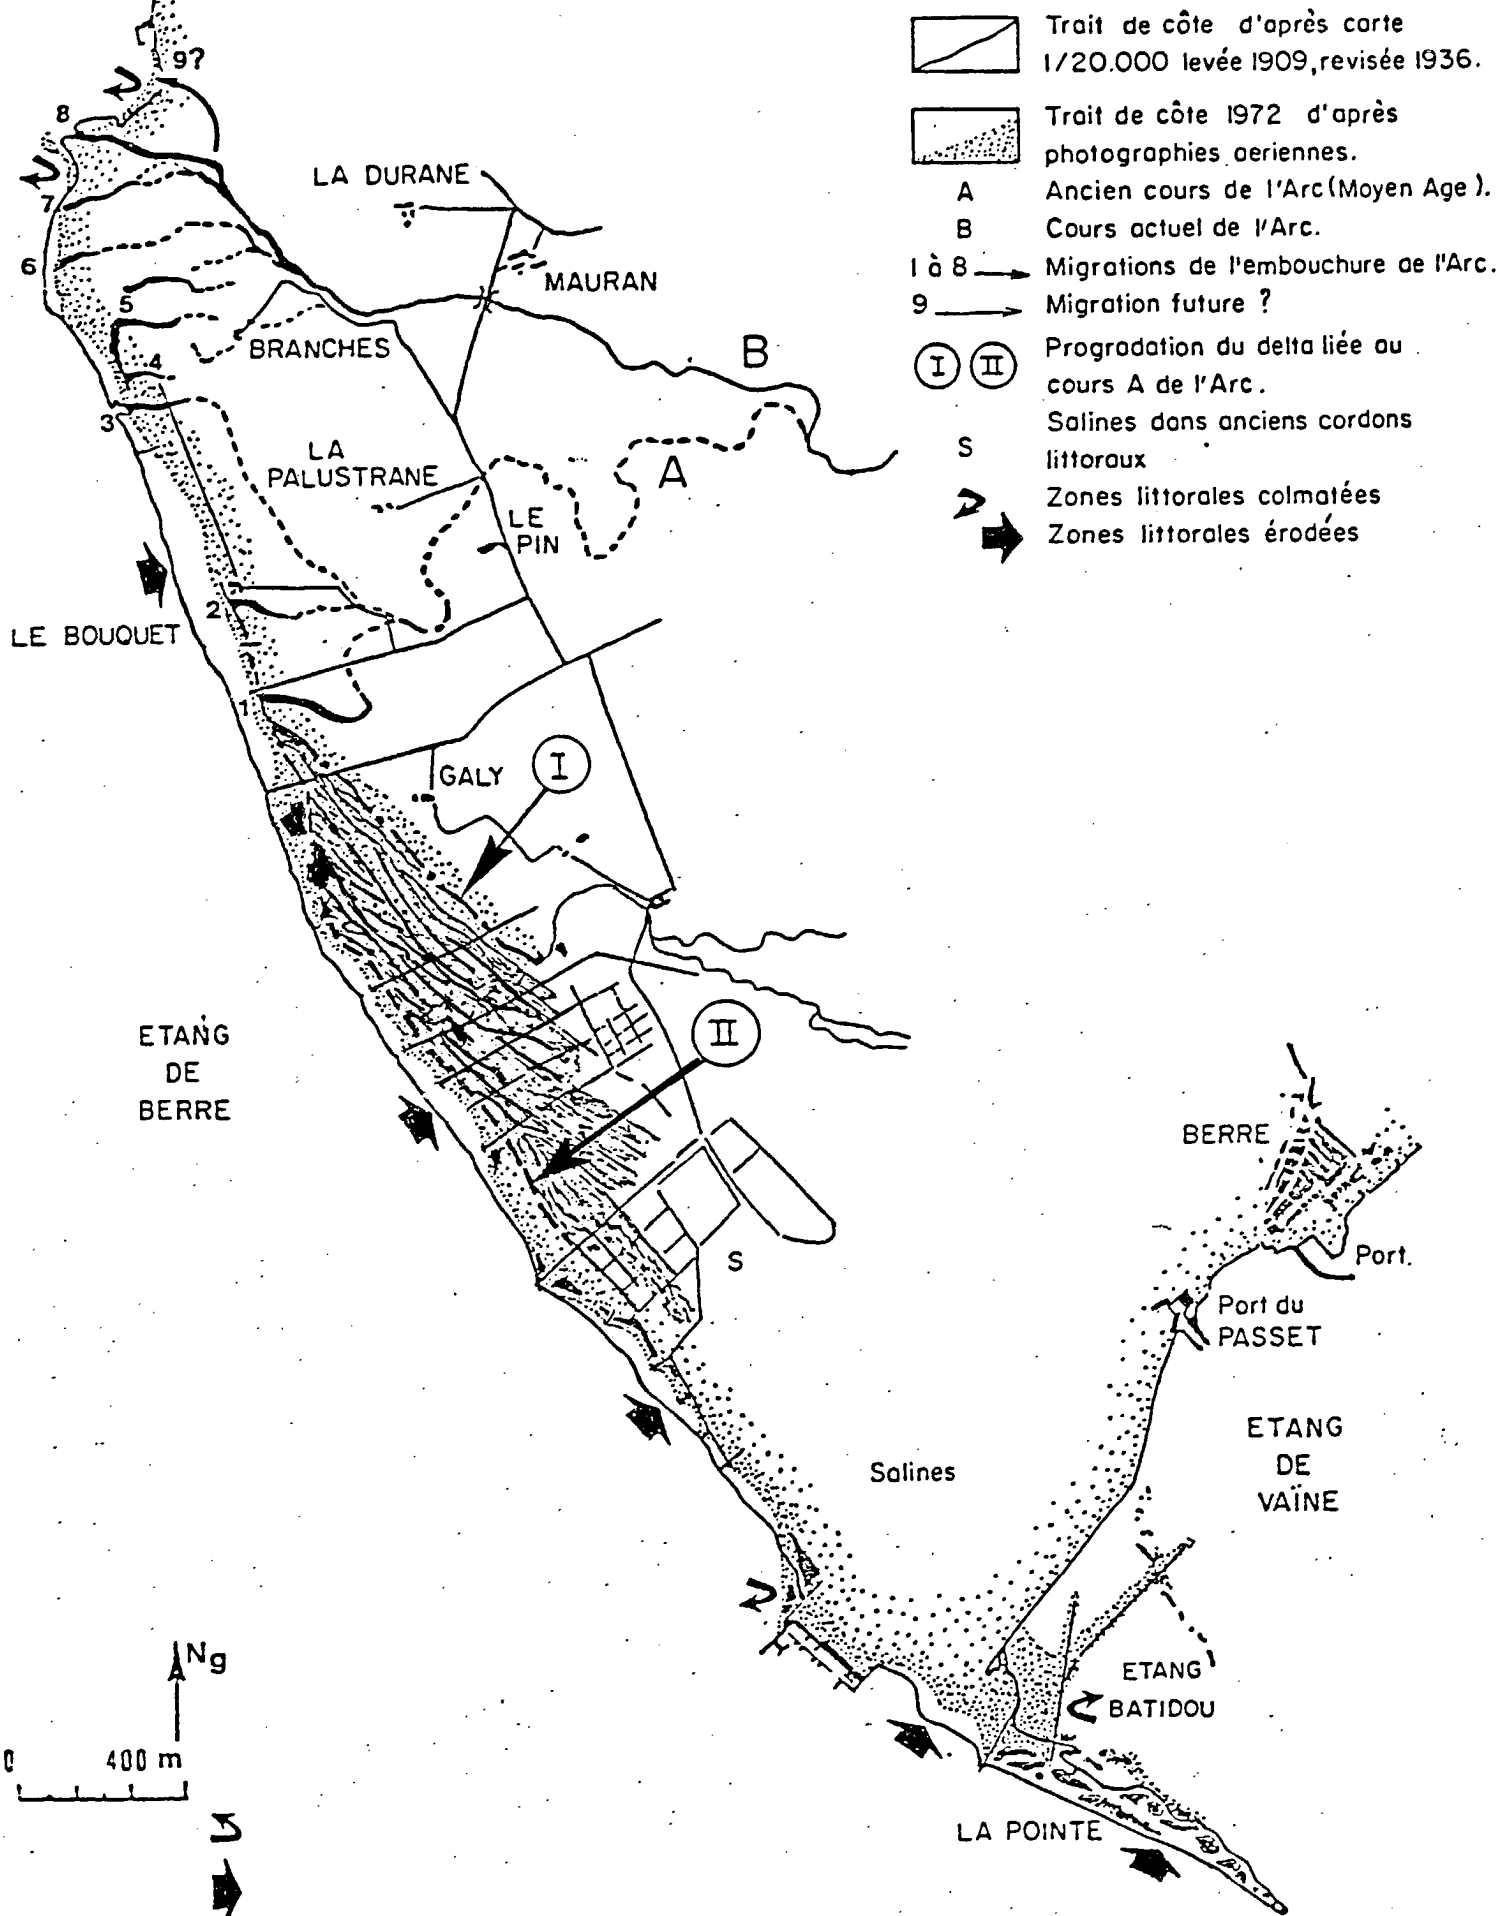 Trait de côte d'après carte
1/20.000 levée 1909, revisée 1936.
Trait de côte 1972 d'après
photographies aeriennes.
A Ancien cours de l'Arc (Moyen Age).
B Cours actuel de l'Arc.
1 à 8 Migrations de l'embouchure de l'Arc.
9 Migration future ?
I II Progradation du delta liée au
cours A de l'Arc.
S Salines dans anciens cordons
littoraux
Zones littorales colmatées
Zones littorales érodées
9?
8
7
6
5
4
3
2
1
LA DURANE
MAURAN
BRANCHES
B
A
LA
PALUSTRANE
LE
PIN
LE BOUQUET
GALY
I
II
ETANG
DE
BERRE
BERRE
Port.
Port du
PASSET
S
Salines
ETANG
DE
VAÏNE
ETANG
BATIDOU
LA POINTE
Ng
0 400 m